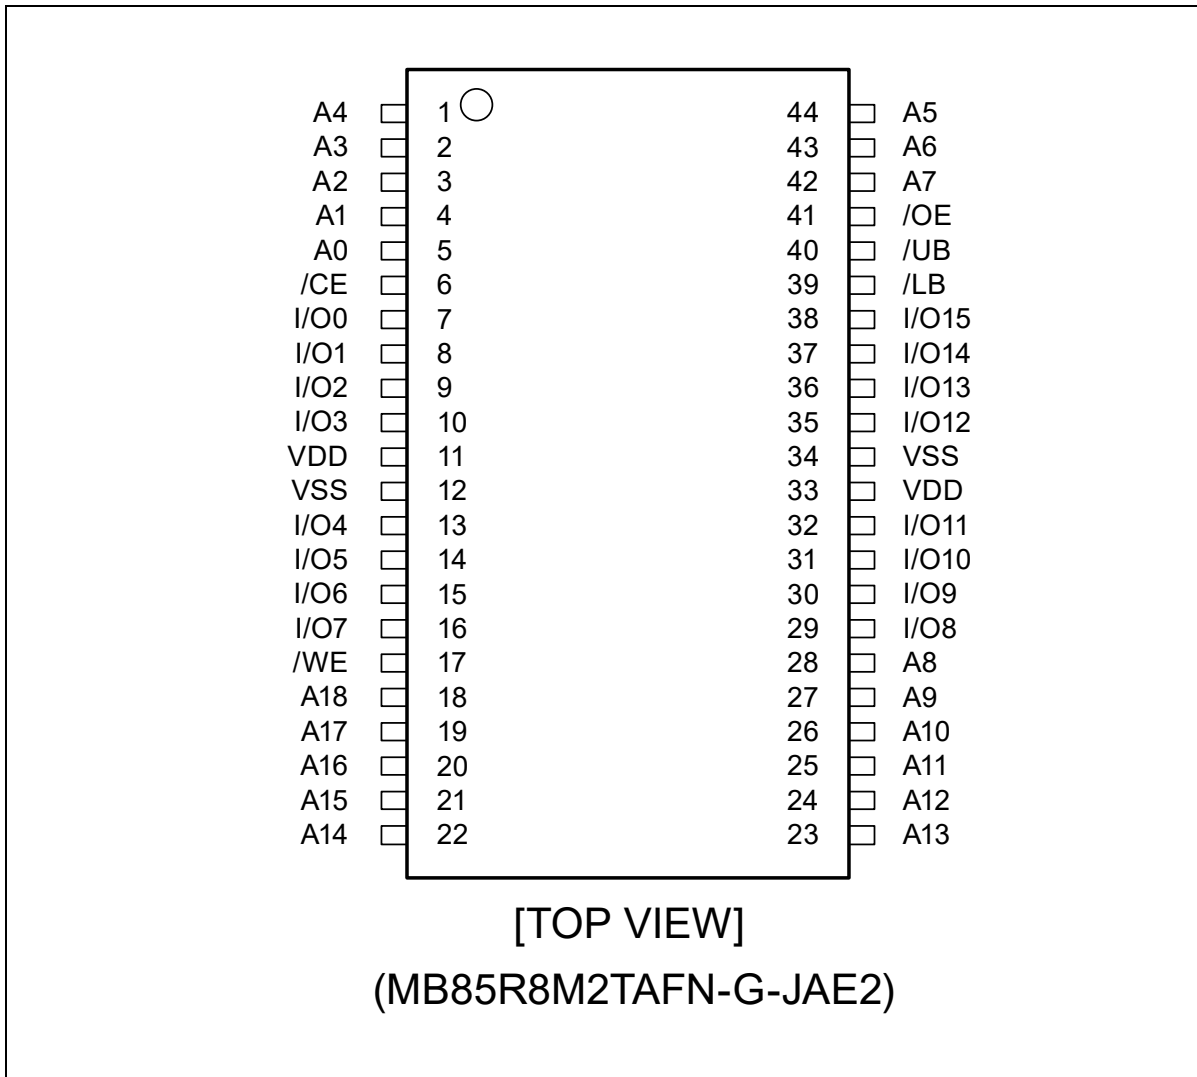 A4 1 44 A5
A3 2 43 A6
A2 3 42 A7
A1 4 41 /OE
A0 5 40 /UB
/CE 6 39 /LB
I/O0 7 38 I/O15
I/O1 8 37 I/O14
I/O2 9 36 I/O13
I/O3 10 35 I/O12
VDD 11 34 VSS
VSS 12 33 VDD
I/O4 13 32 I/O11
I/O5 14 31 I/O10
I/O6 15 30 I/O9
I/O7 16 29 I/O8
/WE 17 28 A8
A18 18 27 A9
A17 19 26 A10
A16 20 25 A11
A15 21 24 A12
A14 22 23 A13
[TOP VIEW]
(MB85R8M2TAFN-G-JAE2)